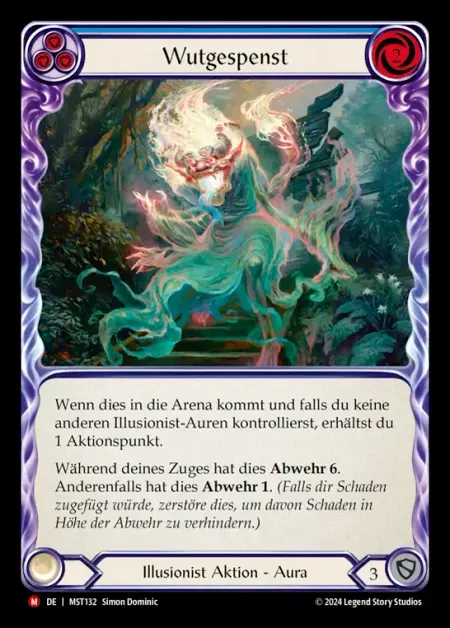 Wutgespenst
2
Wenn dies in die Arena kommt und falls du keine
anderen Illusionist-Auren kontrollierst, erhältst du
1 Aktionspunkt.
Während deines Zuges hat dies Abwehr 6.
Anderenfalls hat dies Abwehr 1. (Falls dir Schaden
zugefügt würde, zerstöre dies, um davon Schaden in
Höhe der Abwehr zu verhindern.)
Illusionist Aktion - Aura
3
M DE | MST132 Simon Dominic
© 2024 Legend Story Studios